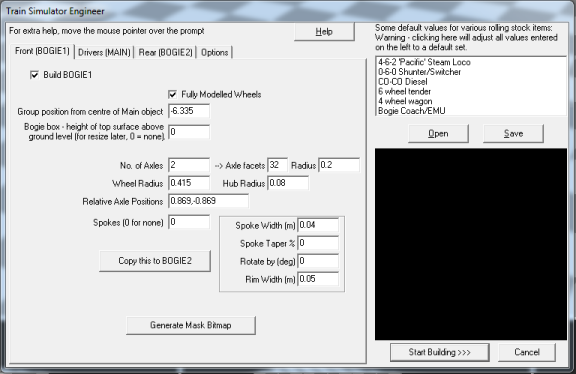 Train Simulator Engineer
For extra help, move the mouse pointer over the prompt
Help
Front (BOGIE1) Drivers (MAIN) Rear (BOGIE2) Options
Build BOGIE1
Fully Modelled Wheels
Group position from centre of Main object -6.335
Bogie box - height of top surface above
ground level (for resize later, 0 = none). 0
No. of Axles 2 --> Axle facets 32 Radius 0.2
Wheel Radius 0.415 Hub Radius 0.08
Relative Axle Positions 0.869,-0.869
Spokes (0 for none) 0
Spoke Width (m) 0.04
Spoke Taper % 0
Rotate by (deg) 0
Rim Width (m) 0.05
Copy this to BOGIE2
Generate Mask Bitmap
Some default values for various rolling stock items:
Warning - clicking here will adjust all values entered
on the left to a default set.
4-6-2 'Pacific' Steam Loco
0-6-0 Shunter/Switcher
CO-CO Diesel
6 wheel tender
4 wheel wagon
Bogie Coach/EMU
Open Save
Start Building >>> Cancel